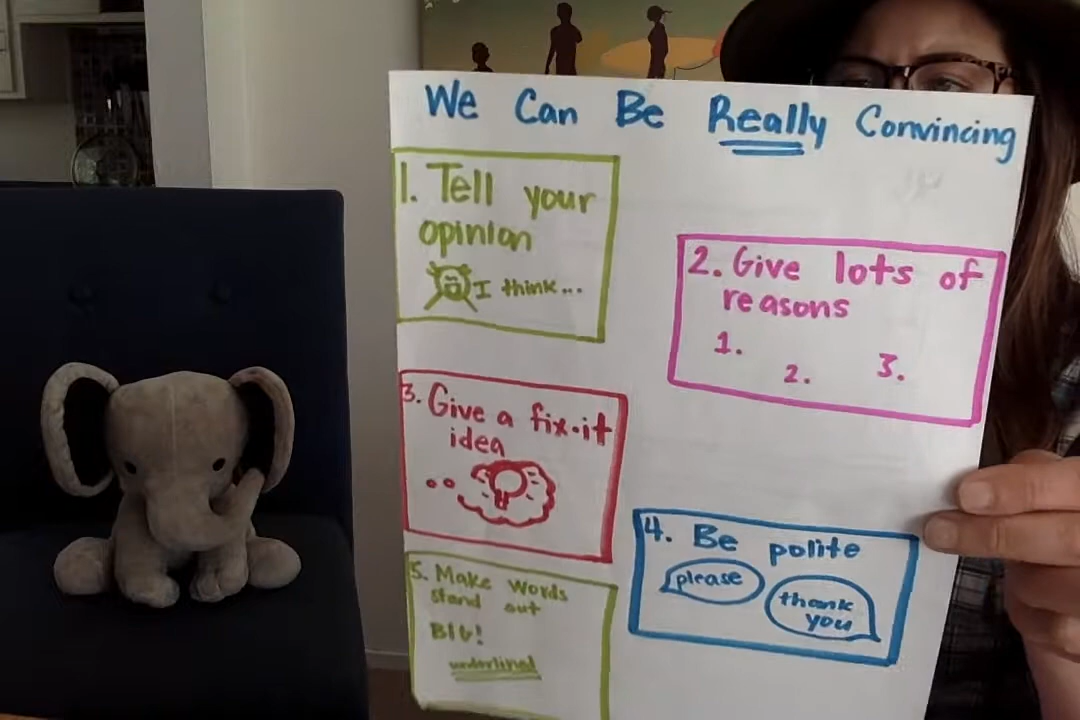 We Can Be Really Convincing
1. Tell your
opinion
I think...
2. Give lots of
reasons
1.
2.
3.
3. Give a fix-it
idea
4. Be polite
please
thank
you
5. Make words
stand out
BIG!
underlined